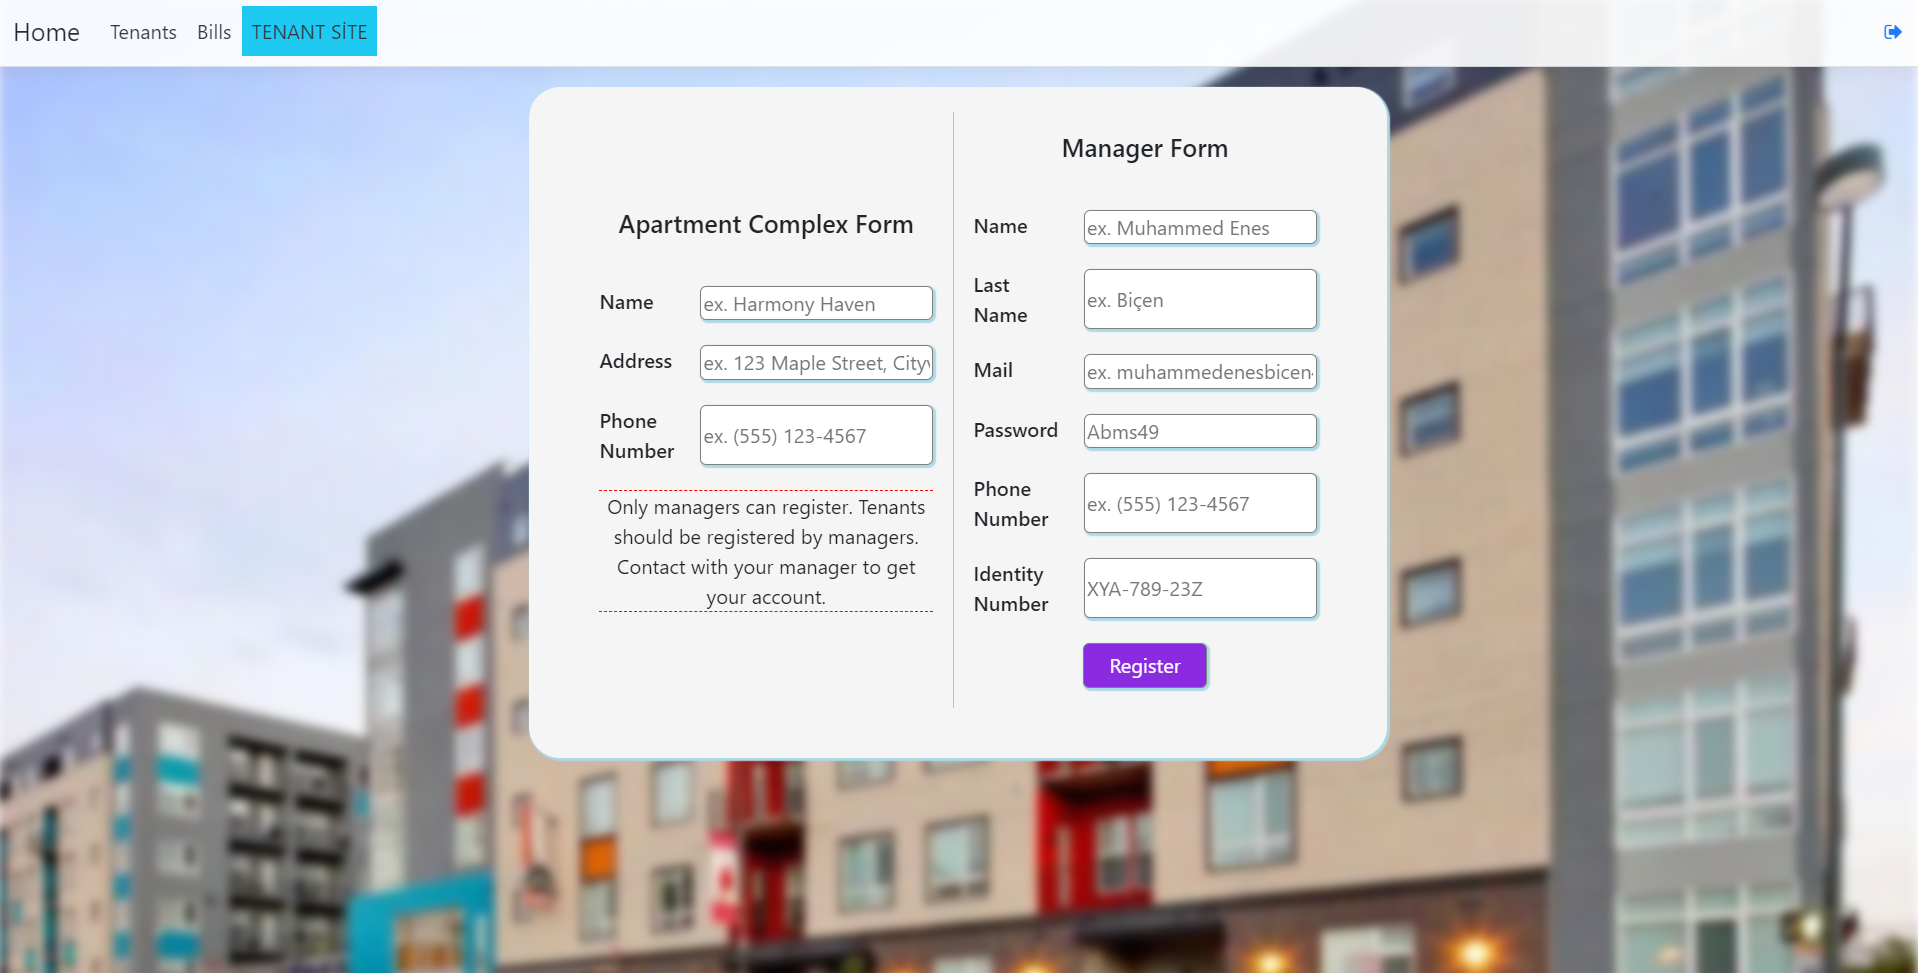 Home Tenants Bills TENANT SİTE
Apartment Complex Form
Name ex. Harmony Haven
Address ex. 123 Maple Street, City
Phone
Number
ex. (555) 123-4567
Only managers can register. Tenants
should be registered by managers.
Contact with your manager to get
your account.
Manager Form
Name ex. Muhammed Enes
Last
Name
ex. Biçen
Mail ex. muhammedenesbicen
Password Abms49
Phone
Number
ex. (555) 123-4567
Identity
Number
XYA-789-23Z
Register